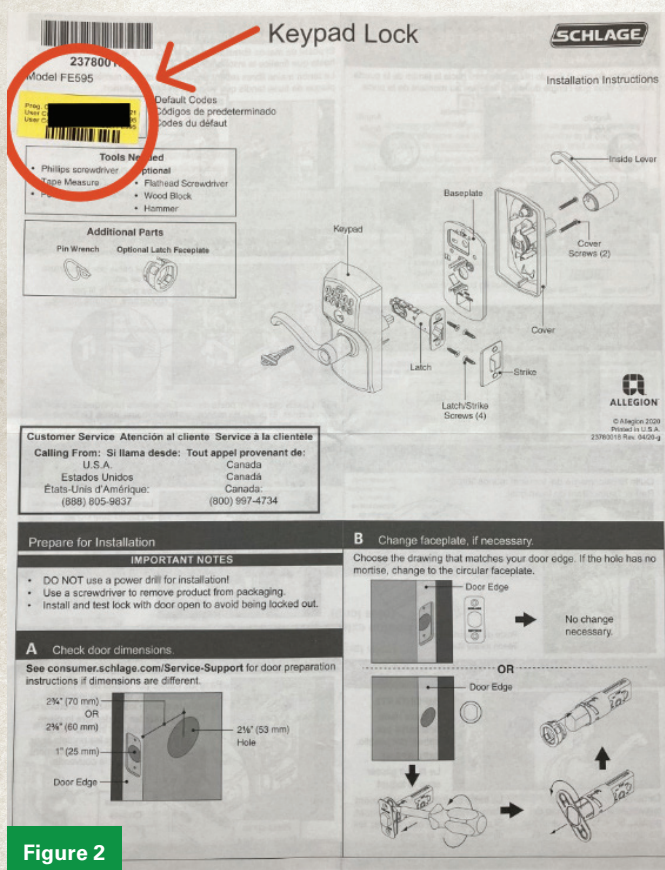 Keypad Lock
SCHLAGE
Model FE595
Installation Instructions
Prog.
User
User
Default Codes
Códigos de predeterminado
Codes du défaut
Tools Needed
Phillips screwdriver
Tape Measure
Optional
• Flathead Screwdriver
• Wood Block
• Hammer
Additional Parts
Pin Wrench
Optional Latch Faceplate
Keypad
Baseplate
Inside Lever
Cover
Screws (2)
Cover
Latch
Strike
Latch/Strike
Screws (4)
ALLEGION
© Allegion 2020
Printed in U.S.A.
23780018 Rev. 04/20-g
Customer Service Atención al cliente Service à la clientèle
Calling From: Si llama desde: Tout appel provenant de:
U.S.A.
Estados Unidos
États-Unis d'Amérique:
(888) 805-9837
Canada
Canadá
Canada:
(800) 997-4734
Prepare for Installation
IMPORTANT NOTES
• DO NOT use a power drill for installation!
• Use a screwdriver to remove product from packaging.
• Install and test lock with door open to avoid being locked out.
A Check door dimensions.
See consumer.schlage.com/Service-Support for door preparation
instructions if dimensions are different.
2¾" (70 mm)
OR
2⅜" (60 mm)
1" (25 mm)
Door Edge
2⅛" (53 mm)
Hole
B Change faceplate, if necessary.
Choose the drawing that matches your door edge. If the hole has no
mortise, change to the circular faceplate.
Door Edge
No change
necessary.
OR
Door Edge
Figure 2